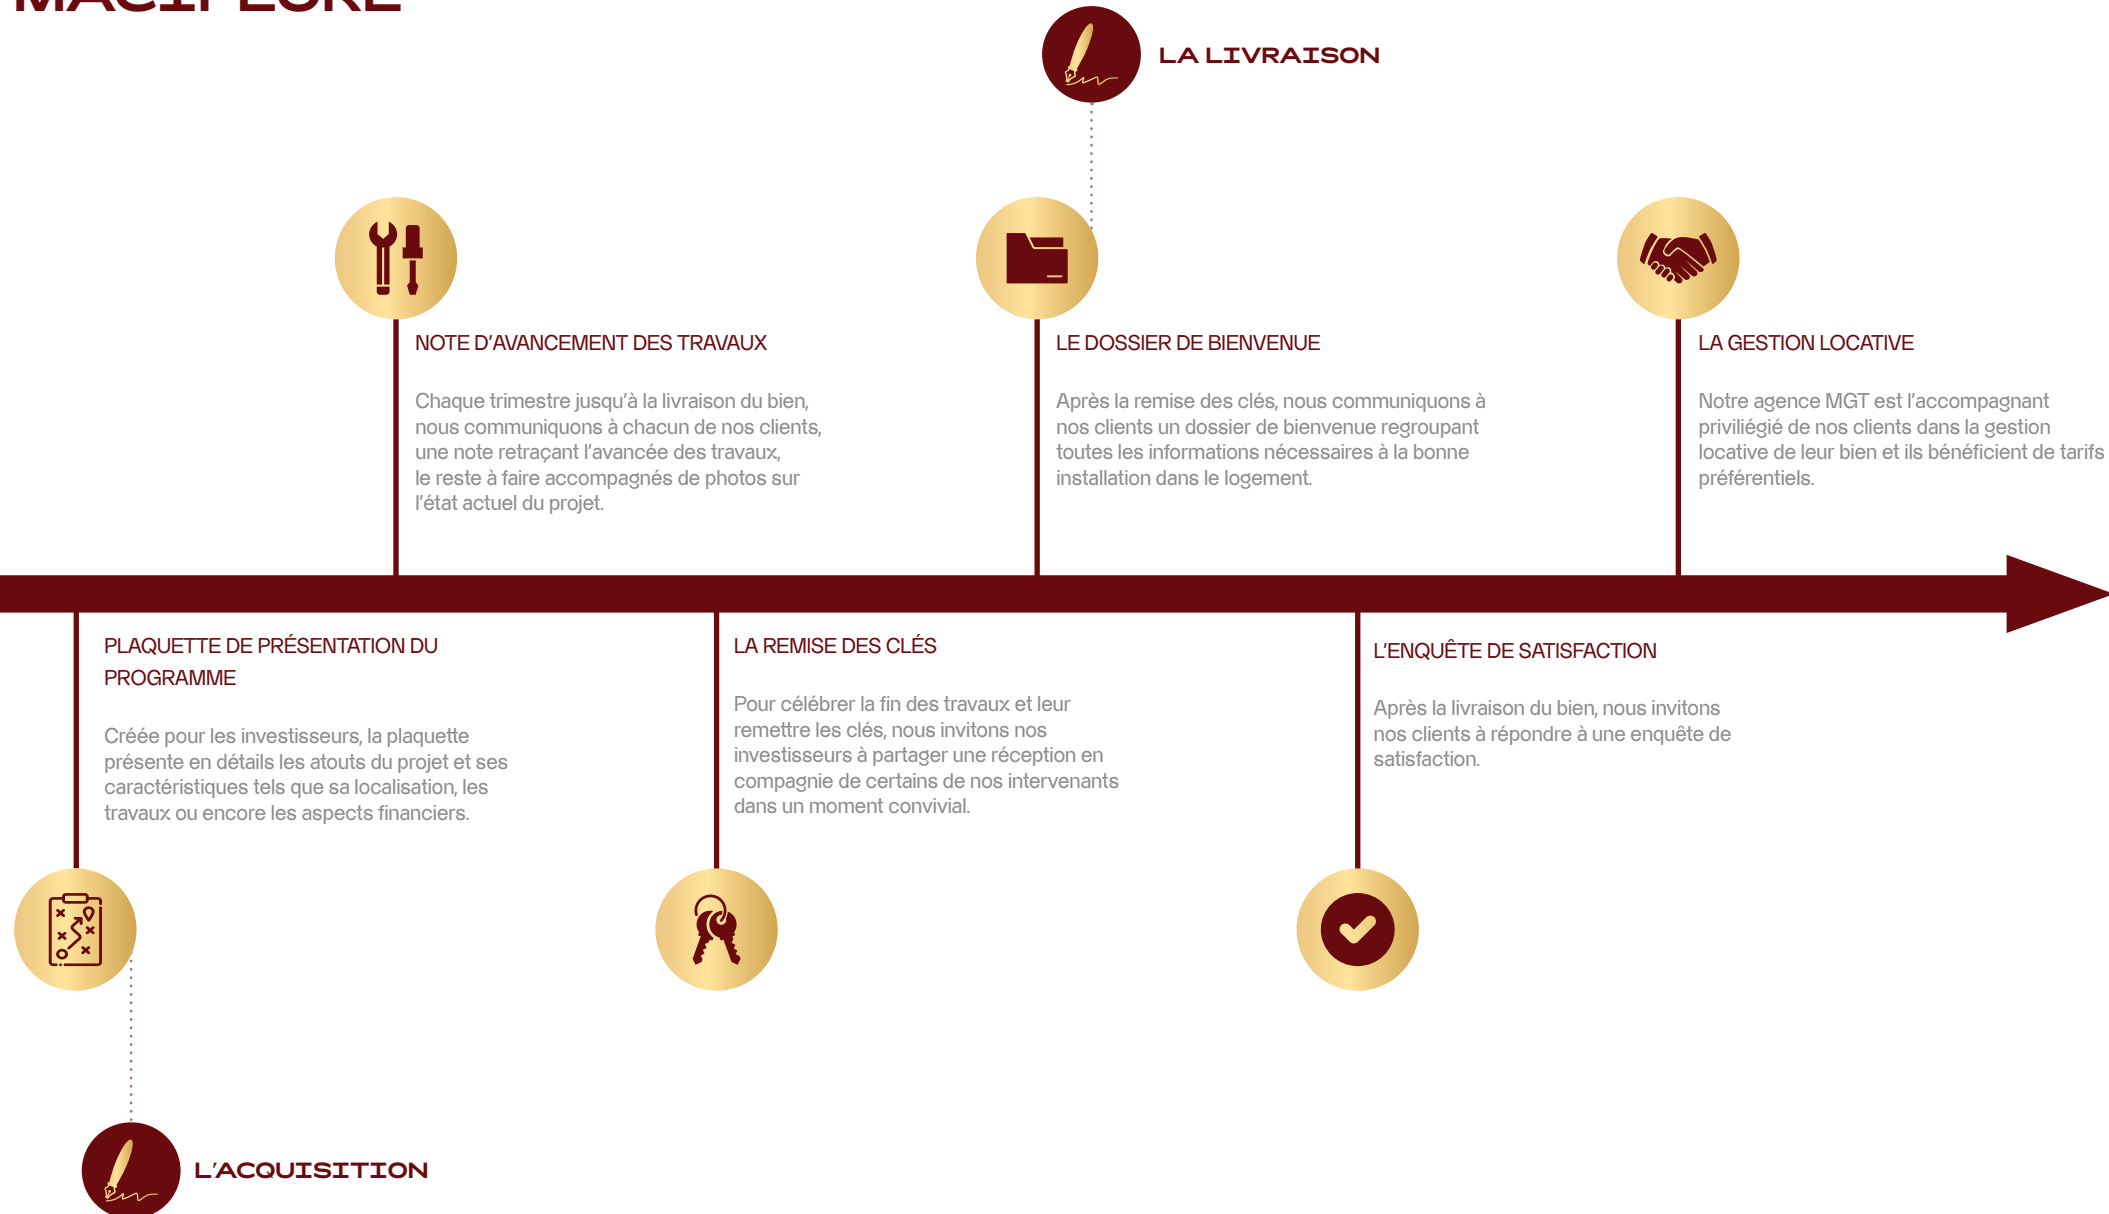 LA LIVRAISON
NOTE D'AVANCEMENT DES TRAVAUX
Chaque trimestre jusqu'à la livraison du bien,
nous communiquons à chacun de nos clients,
une note retraçant l'avancée des travaux,
le reste à faire accompagnés de photos sur
l'état actuel du projet.
LE DOSSIER DE BIENVENUE
Après la remise des clés, nous communiquons à
nos clients un dossier de bienvenue regroupant
toutes les informations nécessaires à la bonne
installation dans le logement.
LA GESTION LOCATIVE
Notre agence MGT est l'accompagnant
priviliégié de nos clients dans la gestion
locative de leur bien et ils bénéficient de tarifs
préférentiels.
PLAQUETTE DE PRÉSENTATION DU
PROGRAMME
Créée pour les investisseurs, la plaquette
présente en détails les atouts du projet et ses
caractéristiques tels que sa localisation, les
travaux ou encore les aspects financiers.
LA REMISE DES CLÉS
Pour célébrer la fin des travaux et leur
remettre les clés, nous invitons nos
investisseurs à partager une réception en
compagnie de certains de nos intervenants
dans un moment convivial.
L'ENQUÊTE DE SATISFACTION
Après la livraison du bien, nous invitons
nos clients à répondre à une enquête de
satisfaction.
L'ACQUISITION